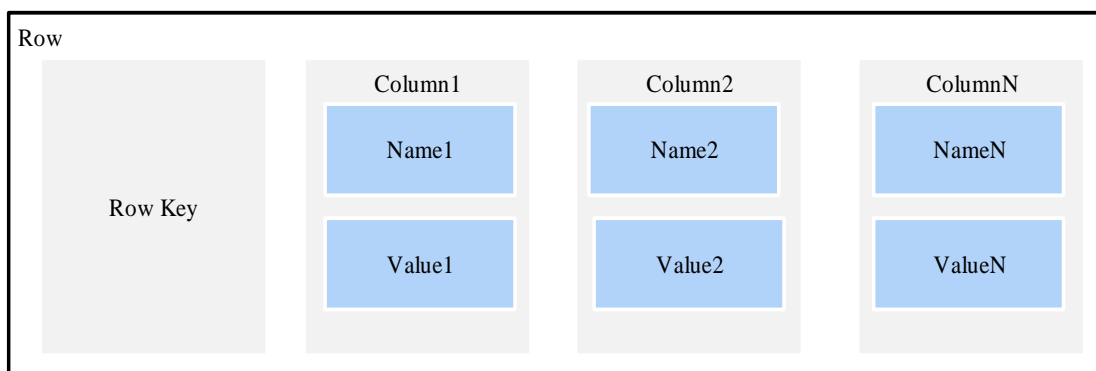 Row
Column1 Column2 ColumnN
Name1 Name2 NameN
Row Key
Value1 Value2 ValueN